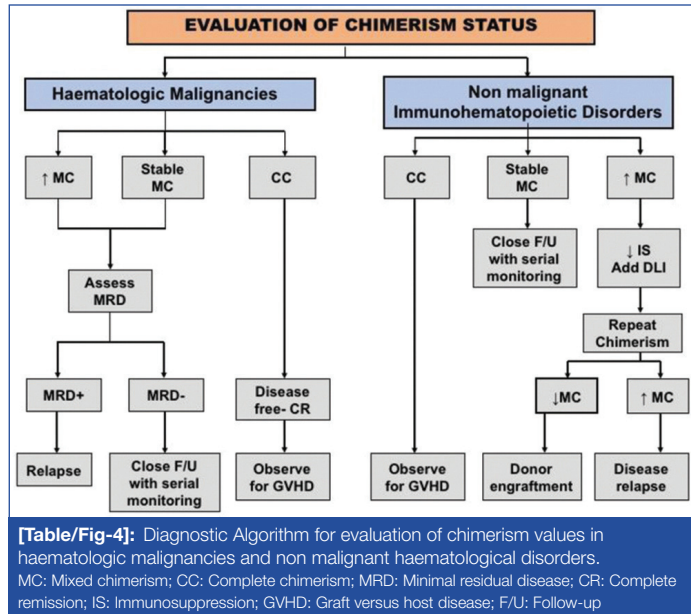 EVALUATION OF CHIMERISM STATUS
Haematologic Malignancies
Non malignant
Immunohematopoietic Disorders
↑ MC
Stable
MC
CC
CC
Stable
MC
↑ MC
Close F/U
with serial
monitoring
↓ IS
Add DLI
Assess
MRD
Repeat
Chimerism
MRD+
MRD-
Disease
free- CR
↓MC
↑ MC
Relapse
Close F/U
with serial
monitoring
Observe
for GVHD
Observe
for GVHD
Donor
engraftment
Disease
relapse
[Table/Fig-4]: Diagnostic Algorithm for evaluation of chimerism values in
haematologic malignancies and non malignant haematological disorders.
MC: Mixed chimerism; CC: Complete chimerism; MRD: Minimal residual disease; CR: Complete
remission; IS: Immunosuppression; GVHD: Graft versus host disease; F/U: Follow-up